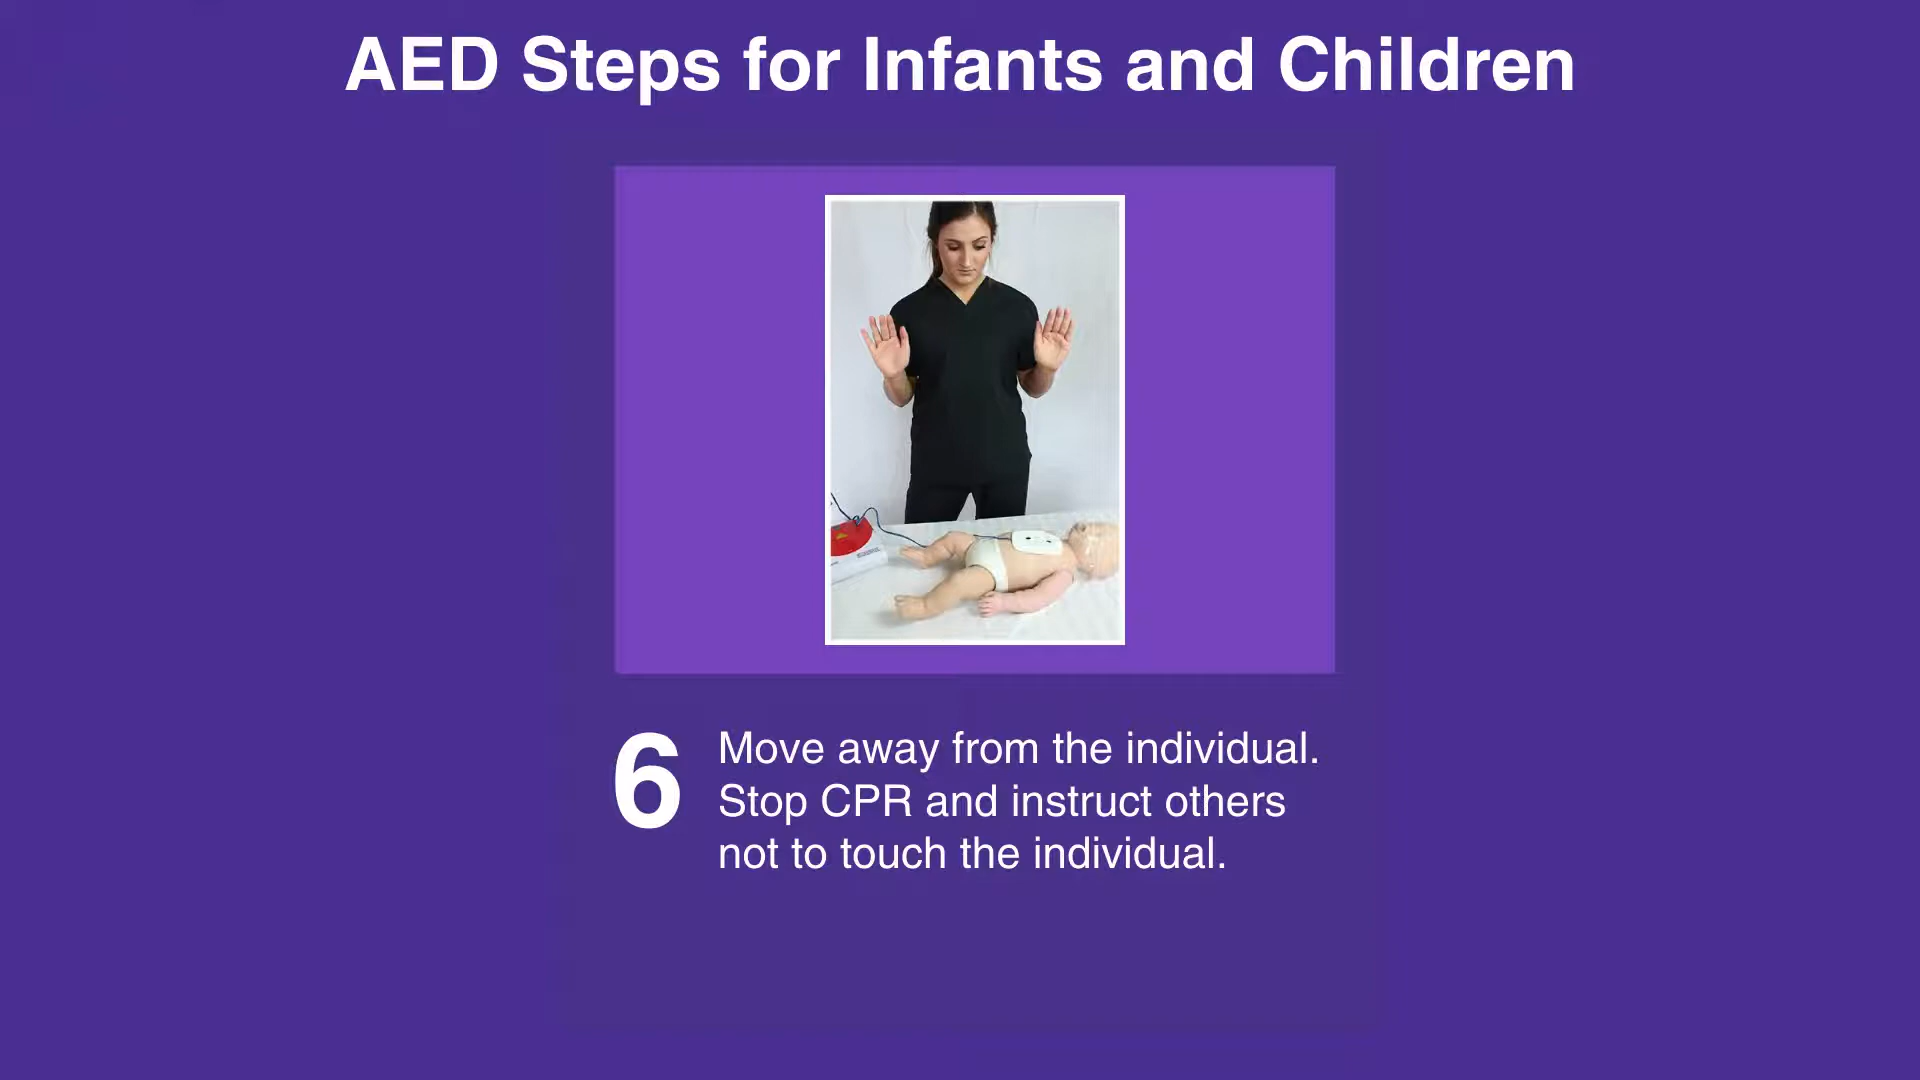 AED Steps for Infants and Children
6
Move away from the individual.
Stop CPR and instruct others
not to touch the individual.